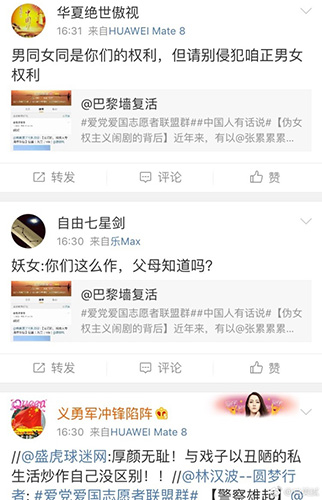 华夏绝世傲视
16:31 来自HUAWEI Mate 8
男同女同是你们的权利，但请别侵犯咱正男女
权利
@巴黎墙复活
#爱党爱国志愿者联盟群##中国人有话说#【伪女
权主义闹剧的背后】近年来，有以@张累累累...
转发
评论
赞
自由七星剑
16:30 来自乐Max
妖女:你们这么作，父母知道吗?
@巴黎墙复活
#爱党爱国志愿者联盟群##中国人有话说#【伪女
权主义闹剧的背后】近年来，有以@张累累累...
转发
评论
赞
Queen
义勇军冲锋陷阵
16:30 来自HUAWEI Mate 8
//@盛虎球迷网:厚颜无耻！与戏子以丑陋的私
生活炒作自己没区别！！//@林汉波--圆梦行
者: #爱党爱国志愿者联盟群# 【警察雄起】